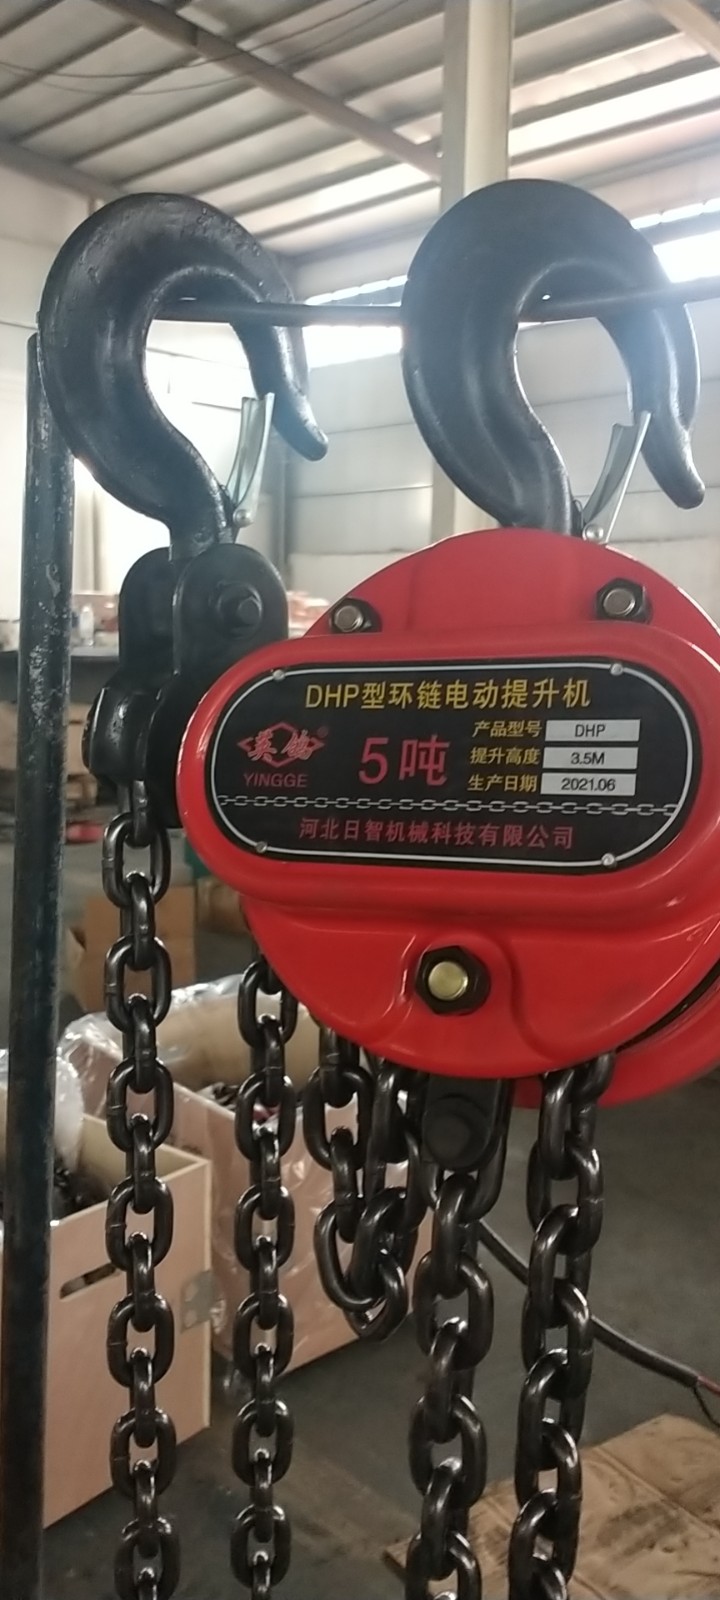 DHP型环链电动提升机
英鸽®
YINGGE
5吨
产品型号 DHP
提升高度 3.5M
生产日期 2021.06
河北日智机械科技有限公司